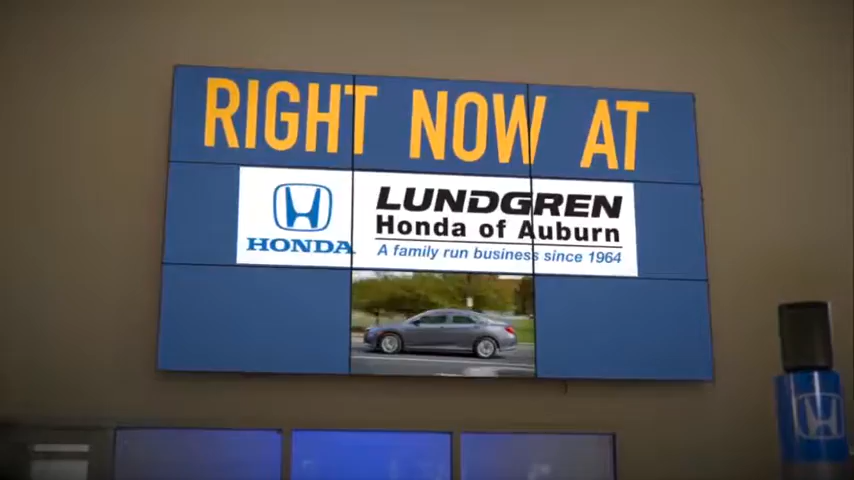 RIGHT NOW AT
LUNDGREN
HONDA
Honda of Auburn
A family run business since 1964